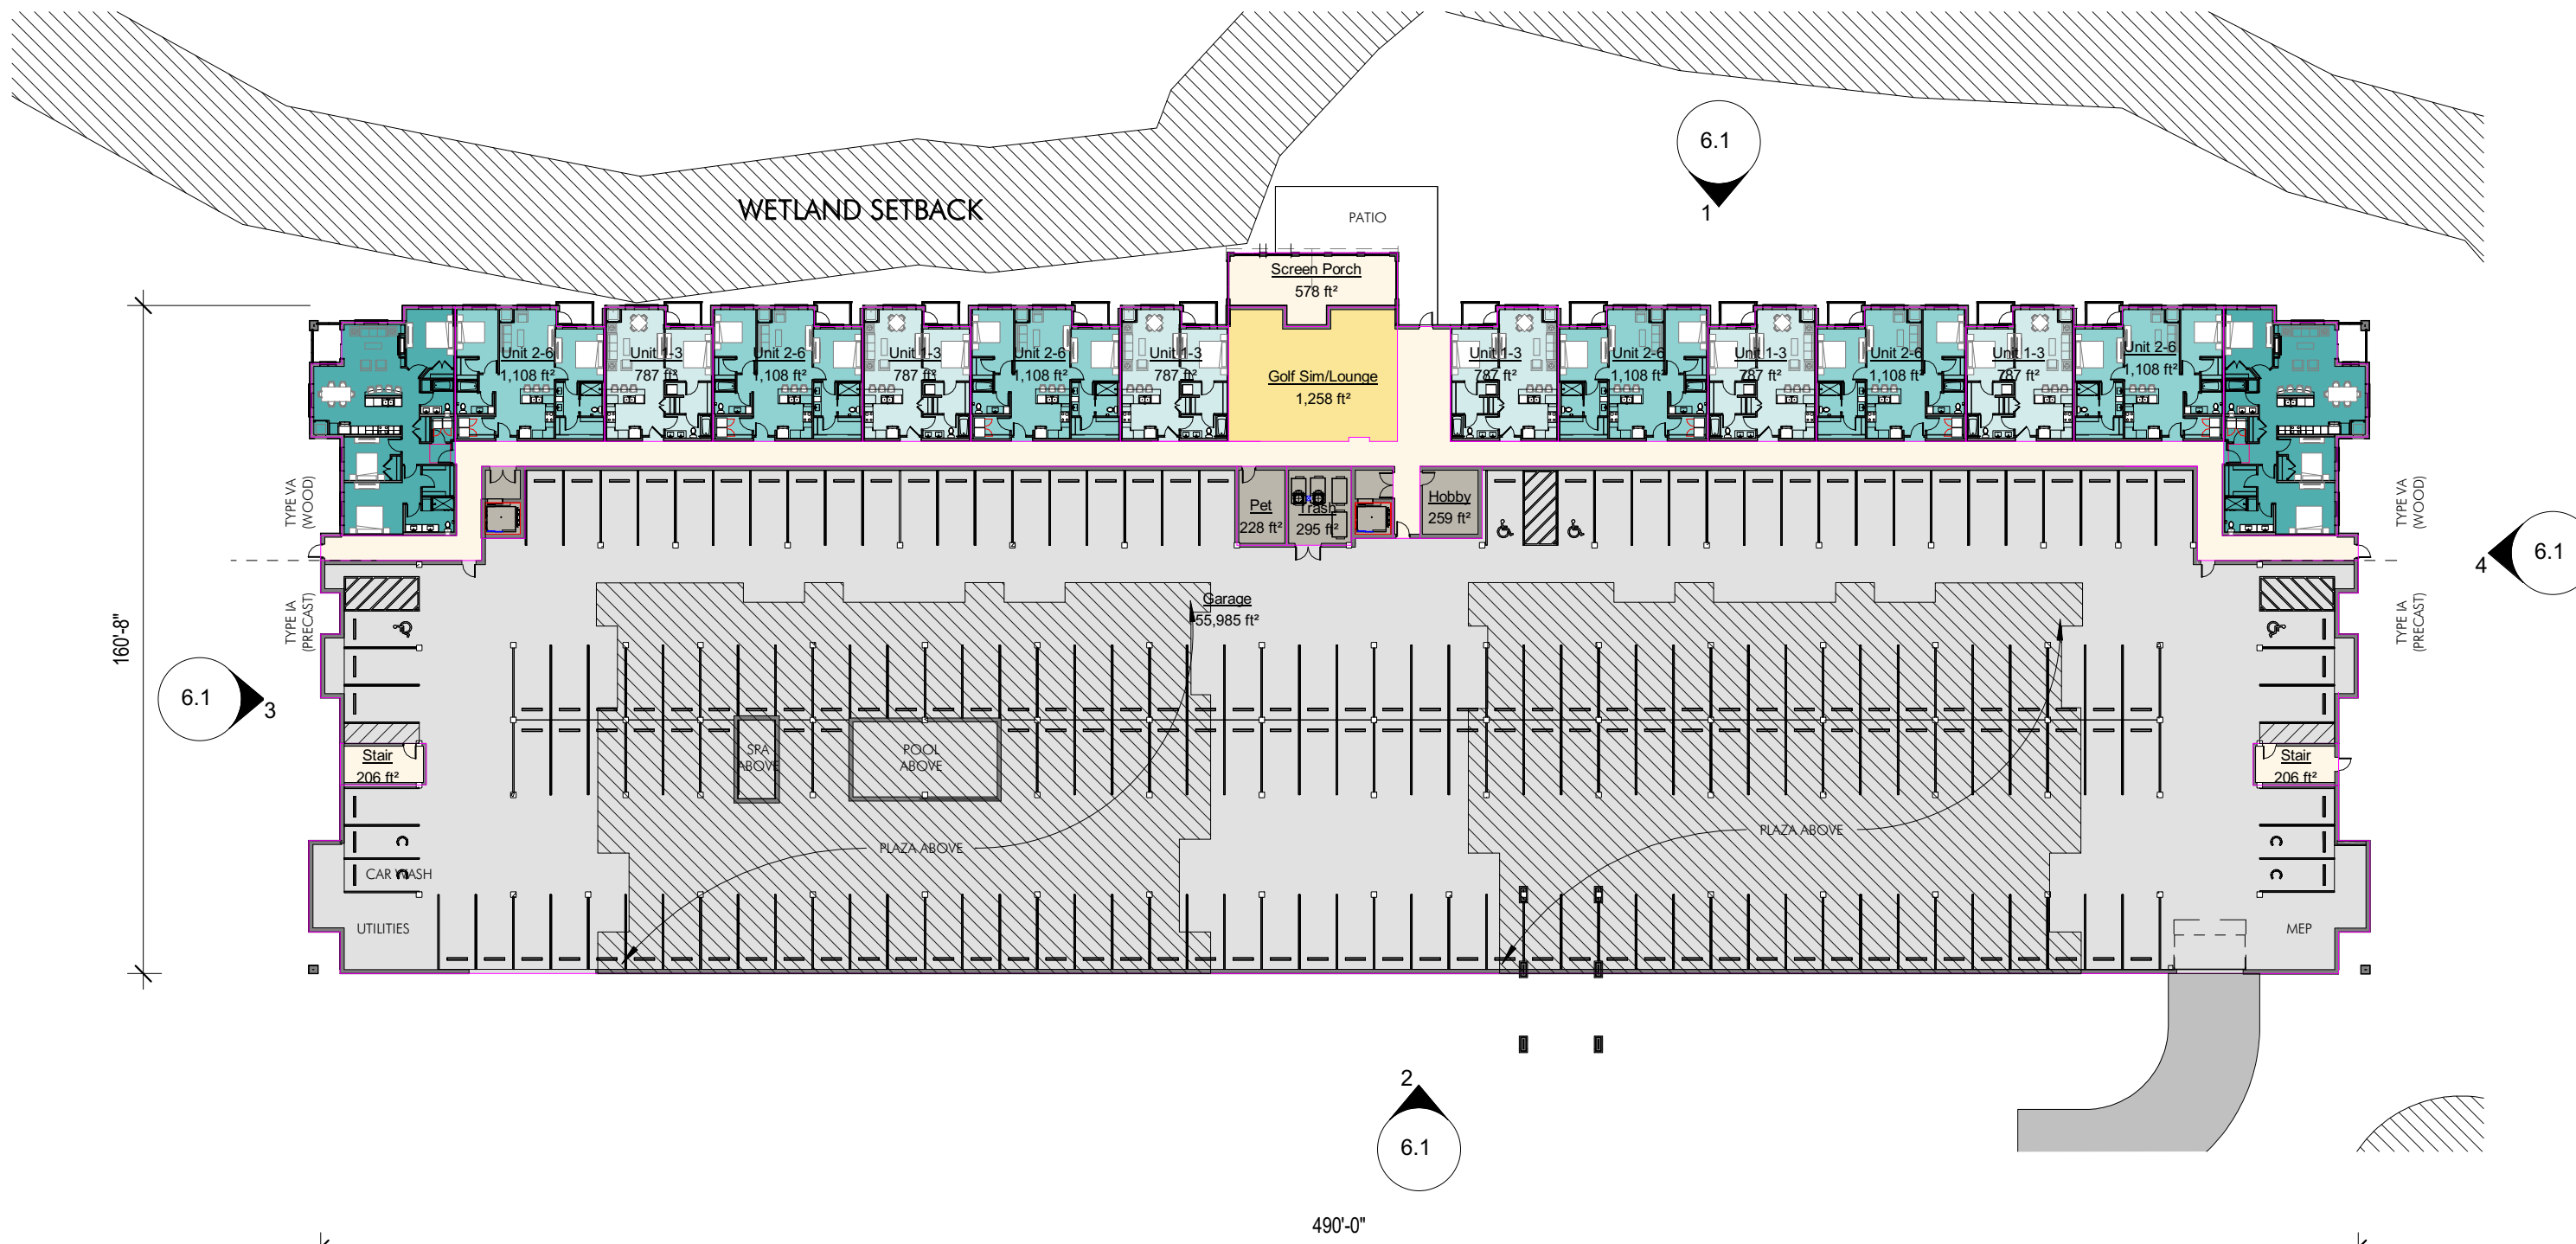 6.1
1
WETLAND SETBACK
PATIO
Screen Porch
578 ft²
Unit 2-6
1,108 ft²
Unit 1-3
787 ft²
Unit 2-6
1,108 ft²
Unit 1-3
787 ft²
Unit 2-6
1,108 ft²
Unit 1-3
787 ft²
Golf Sim/Lounge
1,258 ft²
Unit 1-3
787 ft²
Unit 2-6
1,108 ft²
Unit 1-3
787 ft²
Unit 2-6
1,108 ft²
Unit 1-3
787 ft²
Unit 2-6
1,108 ft²
TYPE VA
(WOOD)
Pet
228 ft²
Trash
295 ft²
Hobby
259 ft²
TYPE VA
(WOOD)
6.1
4
TYPE IA
(PRECAST)
Garage
55,985 ft²
TYPE IA
(PRECAST)
160'-8"
6.1
3
Stair
206 ft²
SPA
ABOVE
POOL
ABOVE
Stair
206 ft²
PLAZA ABOVE
PLAZA ABOVE
CAR WASH
UTILITIES
MEP
2
6.1
490'-0"